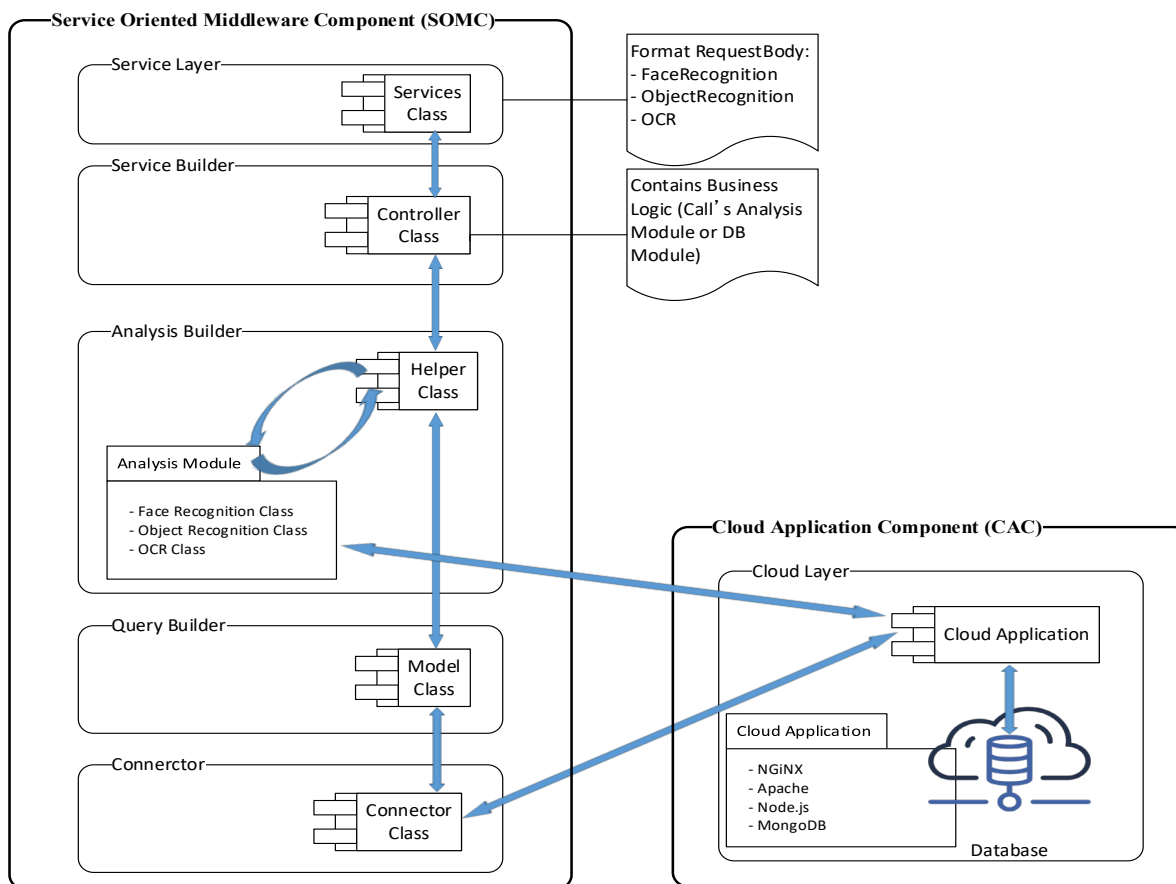 Service Oriented Middleware Component (SOMC)
Service Layer
Services
Class
Format RequestBody:
- FaceRecognition
- ObjectRecognition
- OCR
Service Builder
Controller
Class
Contains Business
Logic (Call's Analysis
Module or DB
Module)
Analysis Builder
Helper
Class
Analysis Module
- Face Recognition Class
- Object Recognition Class
- OCR Class
Query Builder
Model
Class
Connerctor
Connector
Class
Cloud Application Component (CAC)
Cloud Layer
Cloud Application
Cloud Application
- NGiNX
- Apache
- Node.js
- MongoDB
Database